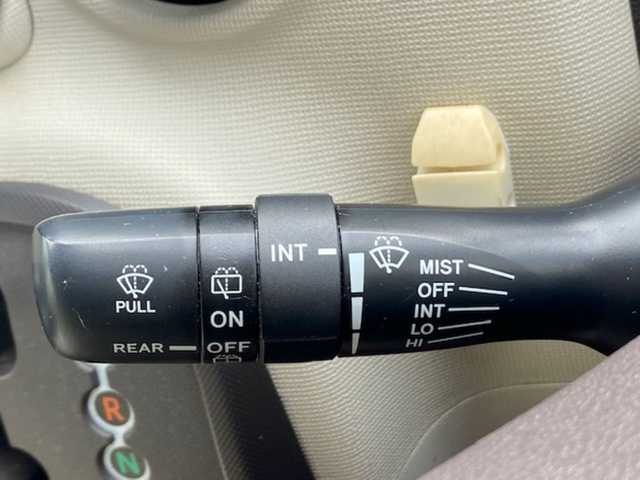 PULL
REAR
ON
OFF
INT
MIST
OFF
INT
LO
HI
R
N